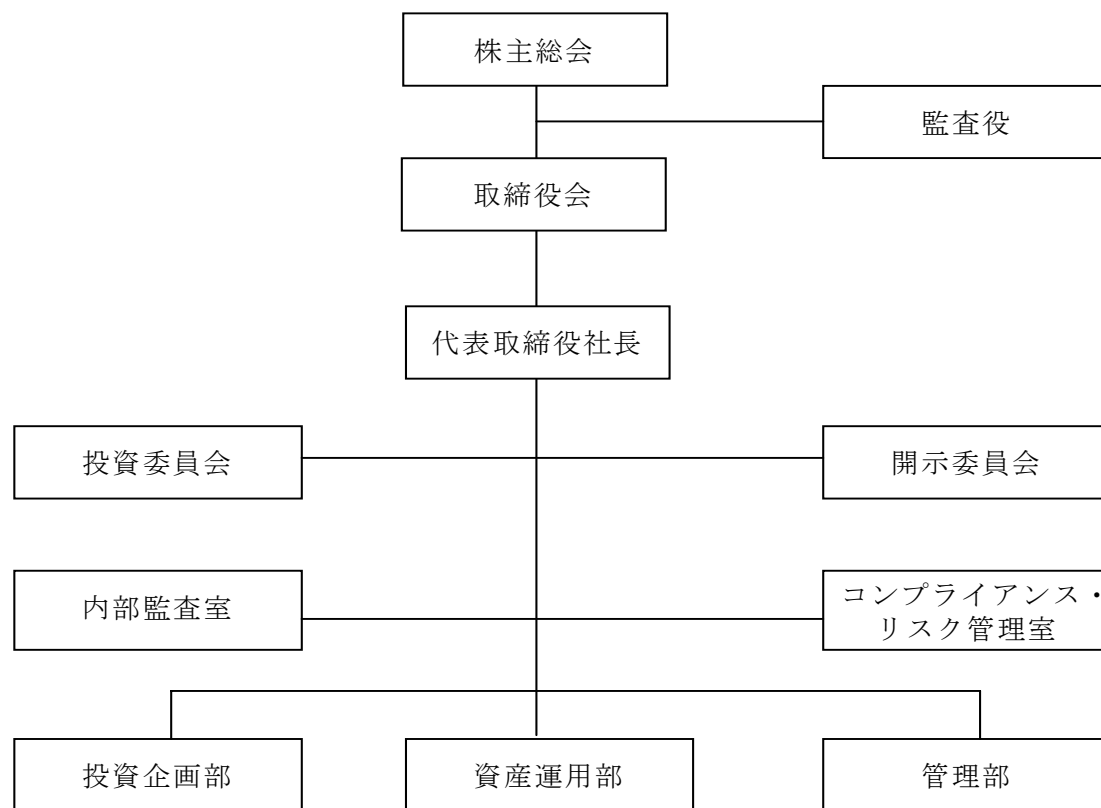 株主総会
監査役
取締役会
代表取締役社長
投資委員会
開示委員会
内部監査室
コンプライアンス・
リスク管理室
投資企画部
資産運用部
管理部